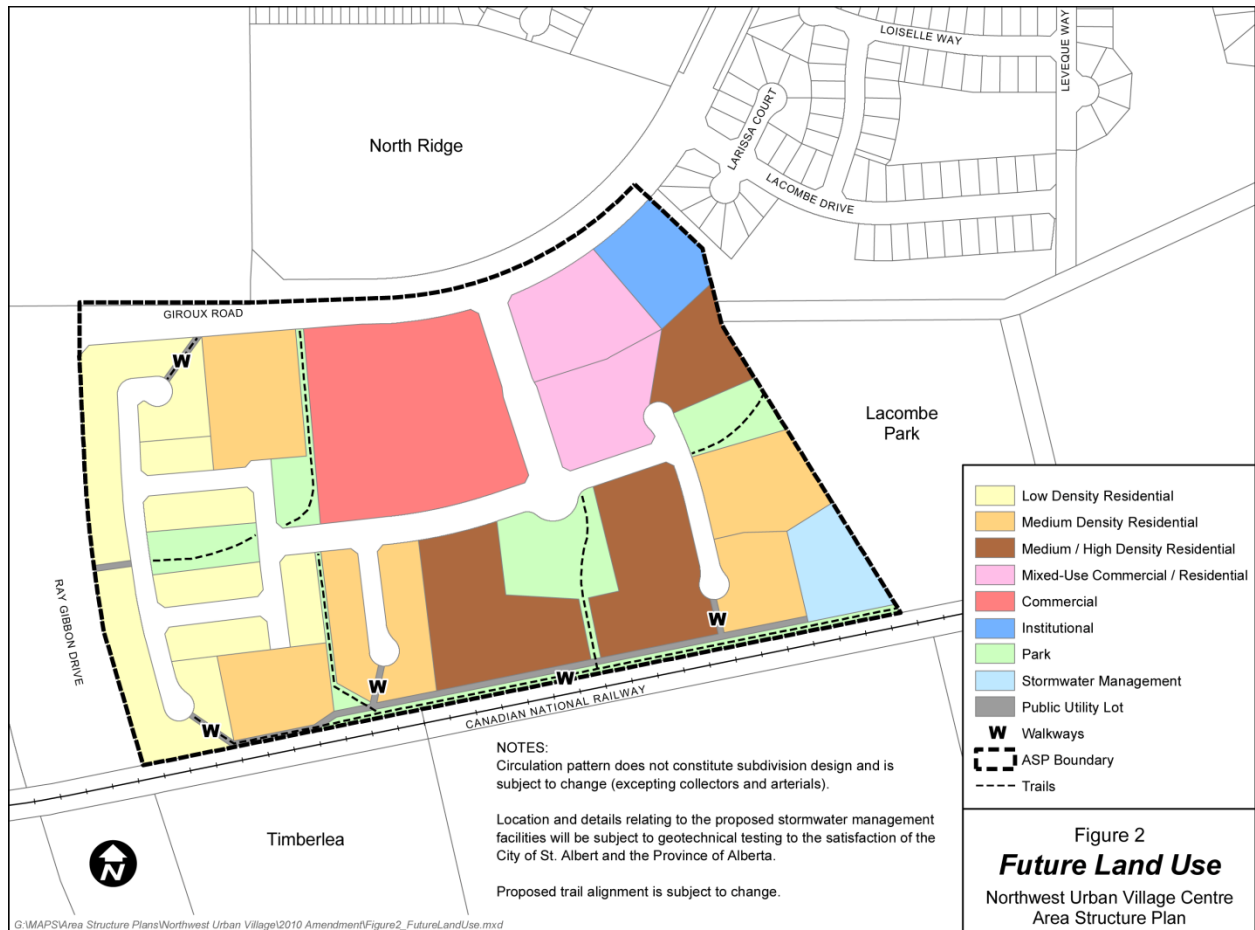 LOISELLE WAY
LEVEQUE WAY
LARISSA COURT
LACOMBE DRIVE
North Ridge
GIROUX ROAD
W
Lacombe
Park
RAY GIBBON DRIVE
W
W
W
W
CANADIAN NATIONAL RAILWAY
Timberlea
N
NOTES:
Circulation pattern does not constitute subdivision design and is
subject to change (excepting collectors and arterials).
Location and details relating to the proposed stormwater management
facilities will be subject to geotechnical testing to the satisfaction of the
City of St. Albert and the Province of Alberta.
Proposed trail alignment is subject to change.
Low Density Residential
Medium Density Residential
Medium / High Density Residential
Mixed-Use Commercial / Residential
Commercial
Institutional
Park
Stormwater Management
Public Utility Lot
W Walkways
ASP Boundary
Trails
Figure 2
Future Land Use
Northwest Urban Village Centre
Area Structure Plan
G:\MAPS\Area Structure Plans\Northwest Urban Village\2010 Amendment\Figure2_FutureLandUse.mxd